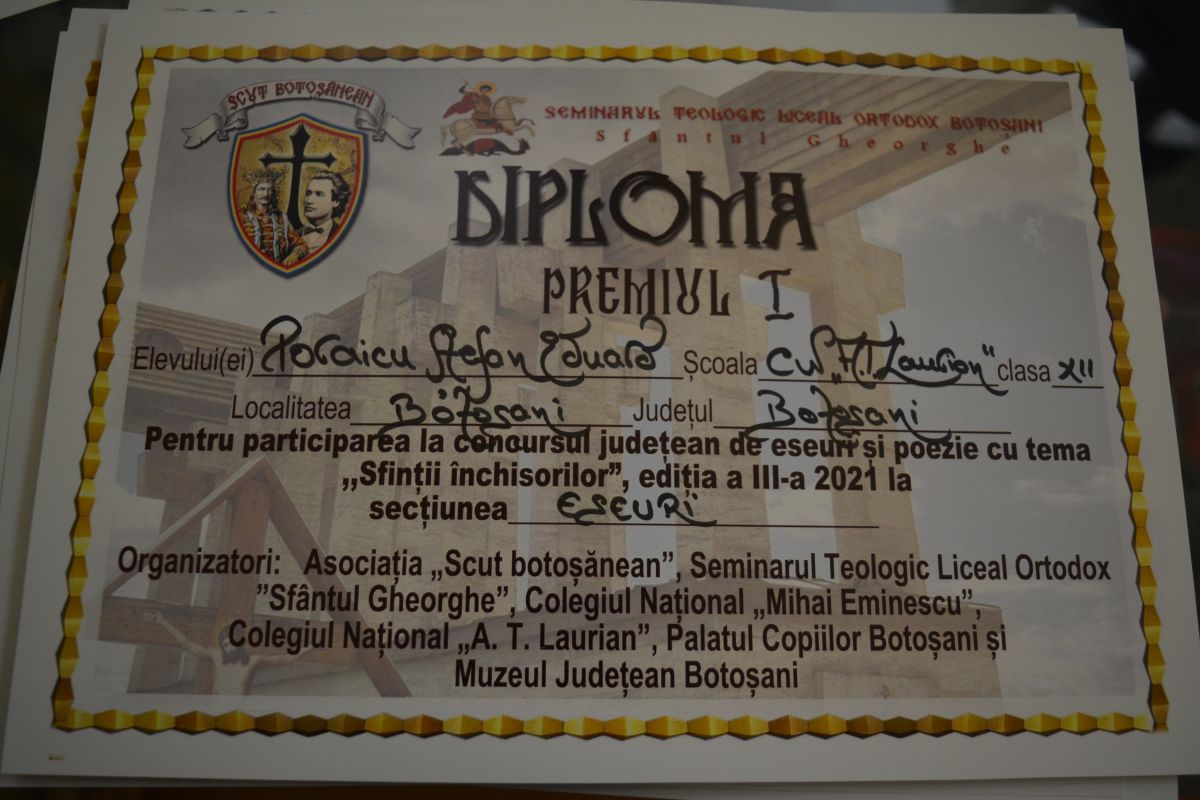 SCUT BOTOȘĂNEAN
SEMINARUL TEOLOGIC LICEAL ORTODOX BOTOȘANI
Sfântul Gheorghe
DIPLOMA
PREMIUL I
Elevului(ei) Poraicu Ștefan Eduard Școala CN „A.T. Laurian” clasa XII
Localitatea Botoșani Județul Botoșani
Pentru participarea la concursul județean de eseuri și poezie cu tema
,,Sfinții închisorilor”, ediția a III-a 2021 la
secțiunea ESEURI
Organizatori: Asociația „Scut botoșănean”, Seminarul Teologic Liceal Ortodox
”Sfântul Gheorghe”, Colegiul Național „Mihai Eminescu”,
Colegiul Național „A. T. Laurian”, Palatul Copiilor Botoșani și
Muzeul Județean Botoșani